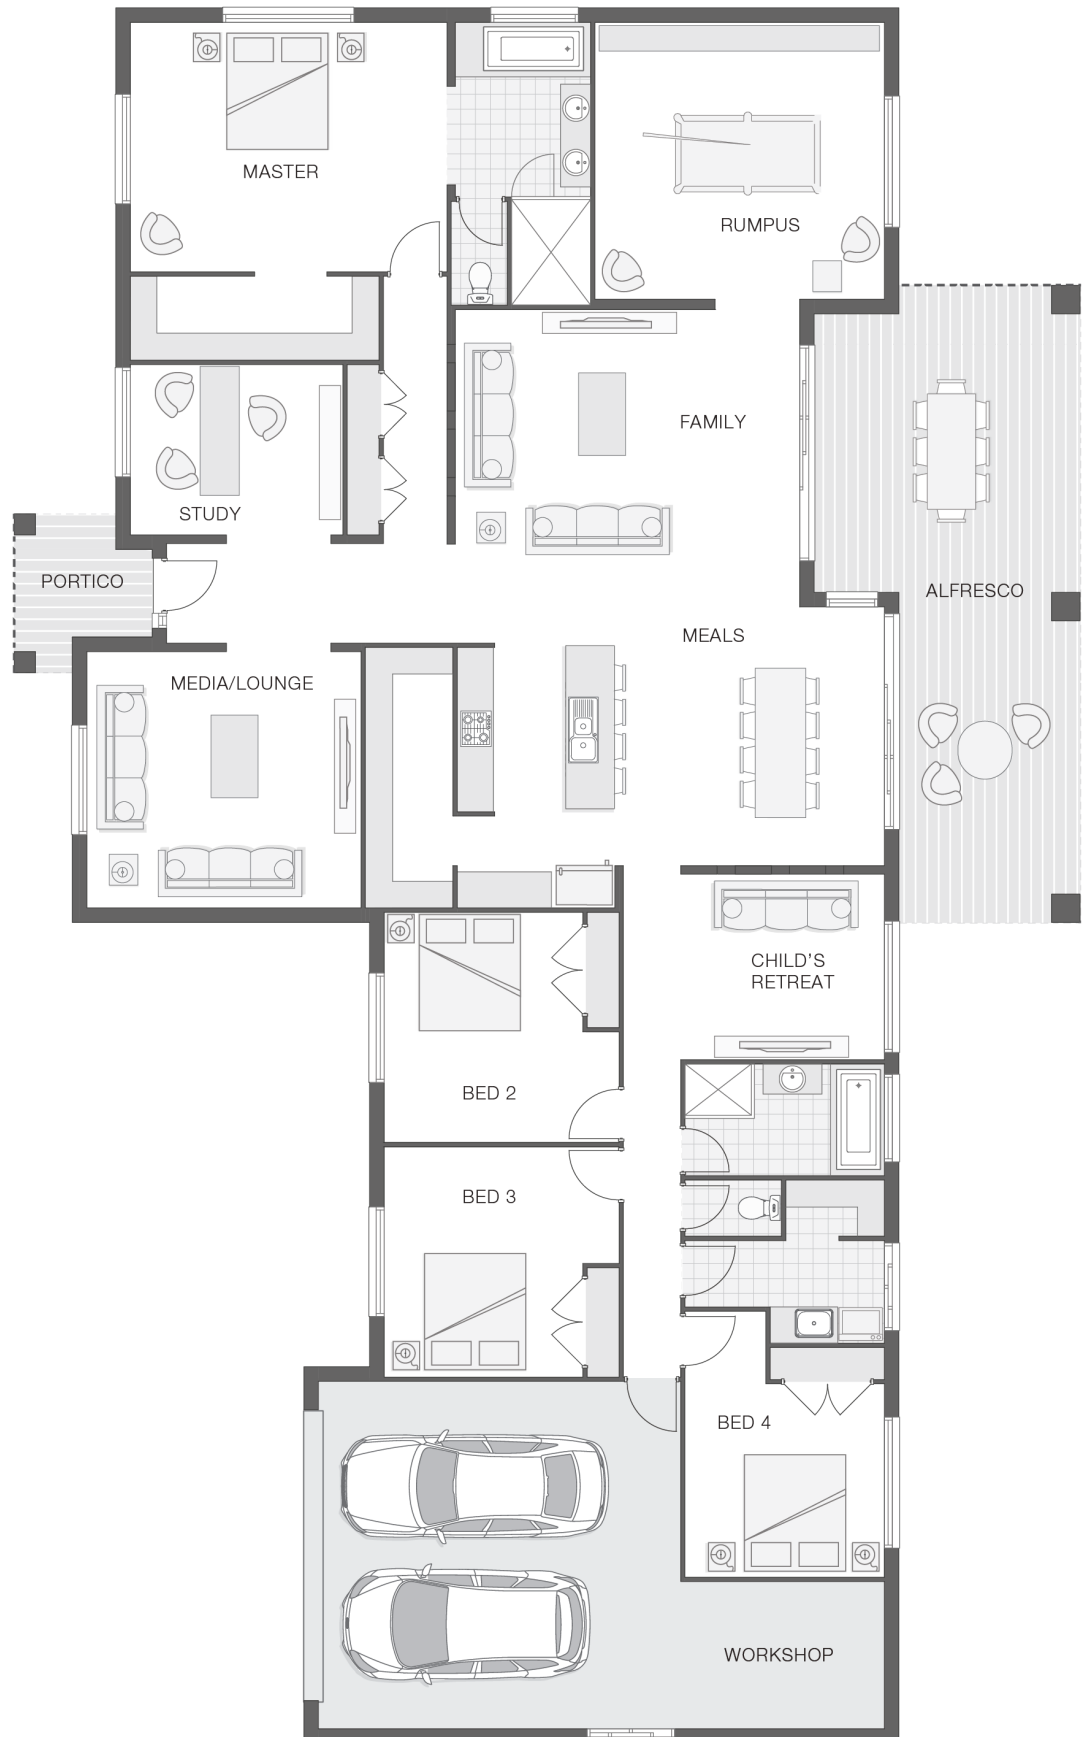 MASTER
RUMPUS
FAMILY
STUDY
PORTICO
ALFRESCO
MEALS
MEDIA/LOUNGE
CHILD'S
RETREAT
BED 2
BED 3
BED 4
WORKSHOP